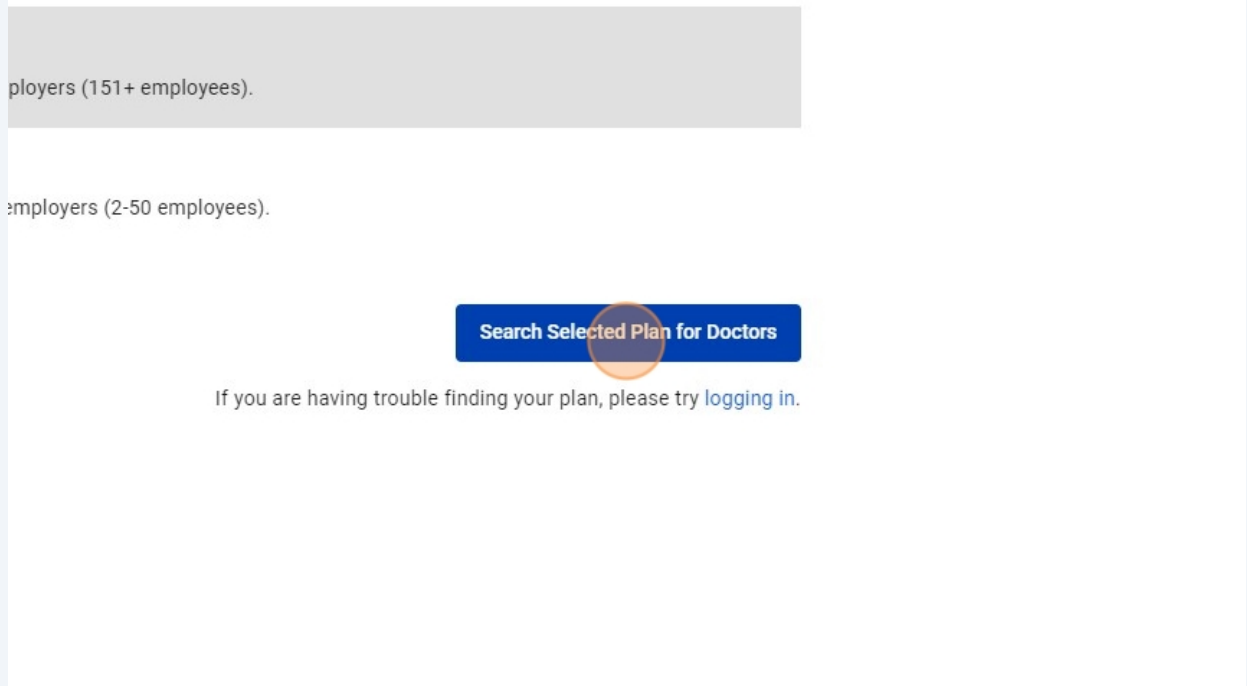 ployers (151+ employees).
employers (2-50 employees).
Search Selected Plan for Doctors
If you are having trouble finding your plan, please try logging in.